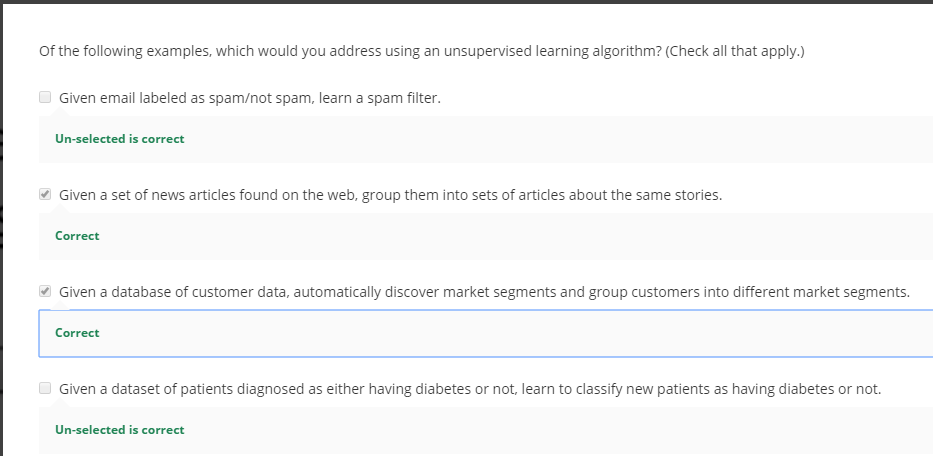 Of the following examples, which would you address using an unsupervised learning algorithm? (Check all that apply.)
Given email labeled as spam/not spam, learn a spam filter.
Un-selected is correct
Given a set of news articles found on the web, group them into sets of articles about the same stories.
Correct
Given a database of customer data, automatically discover market segments and group customers into different market segments.
Correct
Given a dataset of patients diagnosed as either having diabetes or not, learn to classify new patients as having diabetes or not.
Un-selected is correct